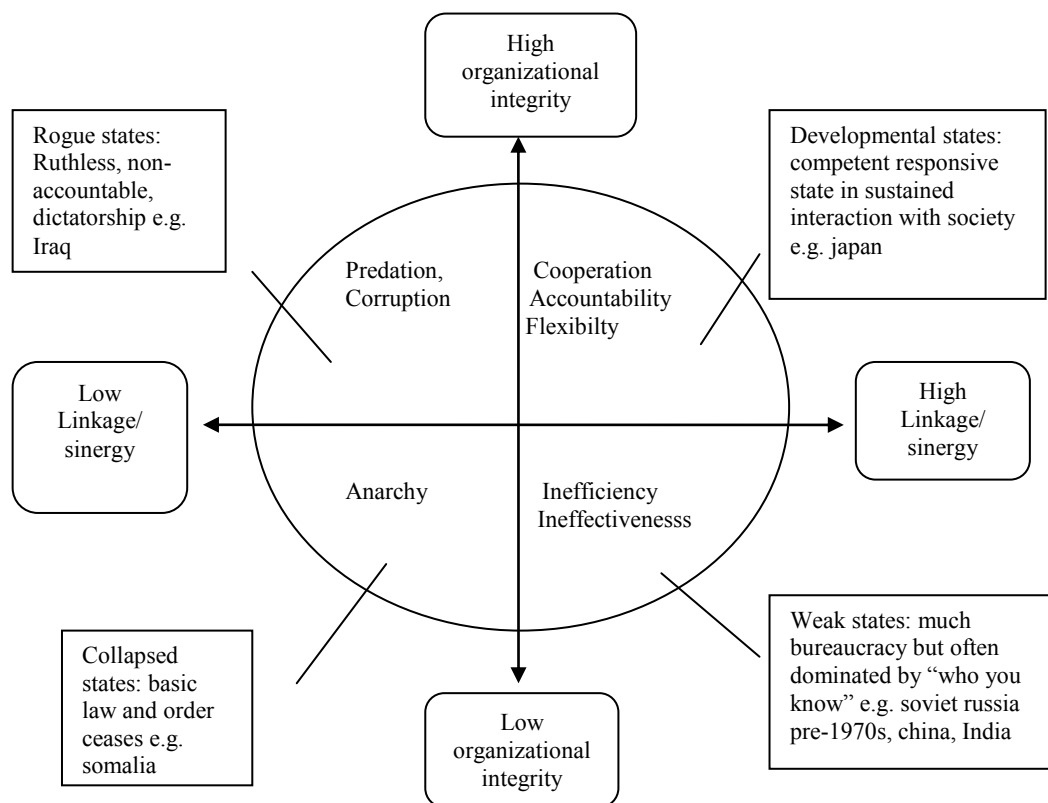 High
organizational
integrity
Rogue states:
Ruthless, non-
accountable,
dictatorship e.g.
Iraq
Developmental states:
competent responsive
state in sustained
interaction with society
e.g. japan
Predation,
Corruption
Cooperation
Accountability
Flexibilty
Low
Linkage/
sinergy
High
Linkage/
sinergy
Anarchy
Inefficiency
Ineffectivenesss
Collapsed
states: basic
law and order
ceases e.g.
somalia
Low
organizational
integrity
Weak states: much
bureaucracy but often
dominated by “who you
know” e.g. soviet russia
pre-1970s, china, India